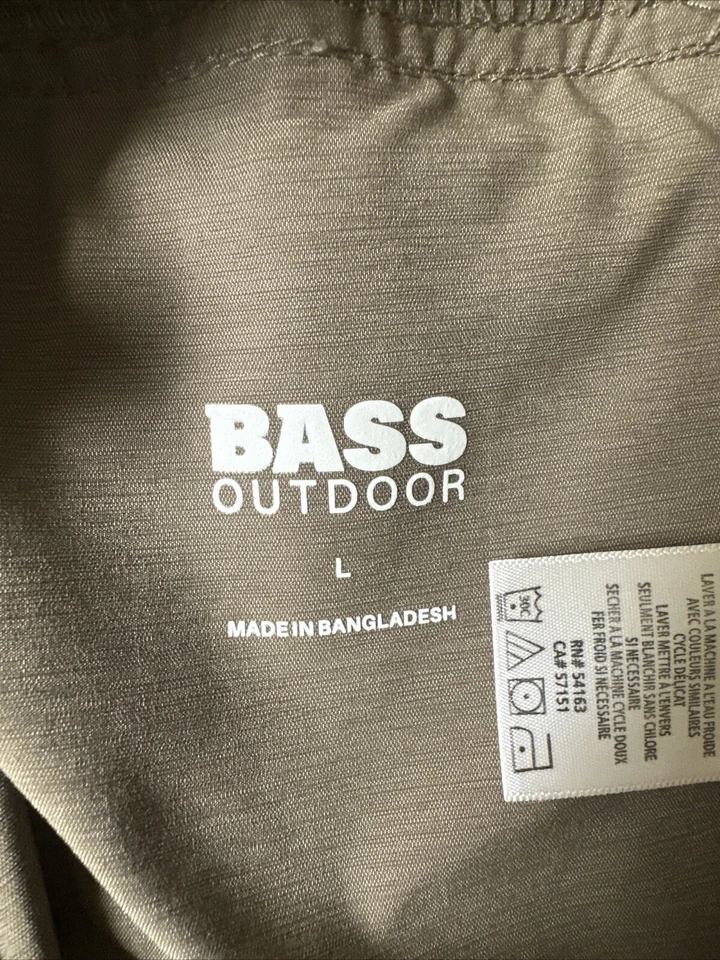 BASS
OUTDOOR
L
MADE IN BANGLADESH
LAVER A LA MACHINE A L'EAU FROIDE
AVEC COULEURS SIMILAIRES
CYCLE DELICAT
LAVER METTRE À L'ENVERS
SEULMENT BLANCHIR SANS CHLORE
SI NECESSAIRE
SECHER A LA MACHINE CYCLE DOUX
FER FROID SI NECESSAIRE
RN# 54163
CA# 57151
30C